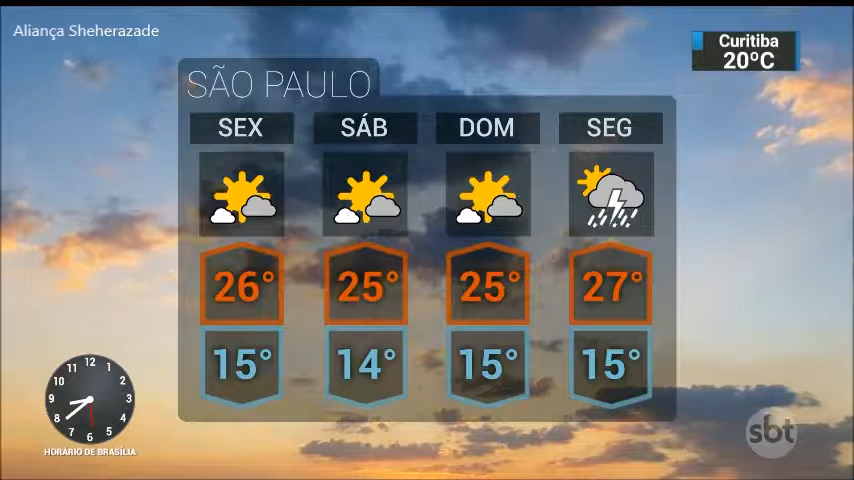 Aliança Sheherazade
Curitiba
20ºC
SÃO PAULO
SEX SÁB DOM SEG
26° 25° 25° 27°
15° 14° 15° 15°
12
11 1
10 2
9 3
8 4
7 5
6
HORÁRIO DE BRASÍLIA
sbt